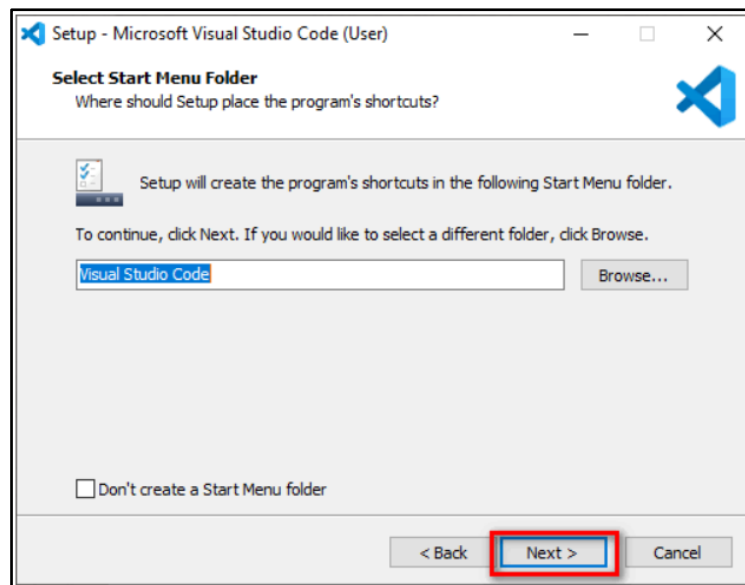 Setup - Microsoft Visual Studio Code (User)
Select Start Menu Folder
Where should Setup place the program's shortcuts?
Setup will create the program's shortcuts in the following Start Menu folder.
To continue, click Next. If you would like to select a different folder, click Browse.
Visual Studio Code
Browse...
Don't create a Start Menu folder
< Back
Next >
Cancel